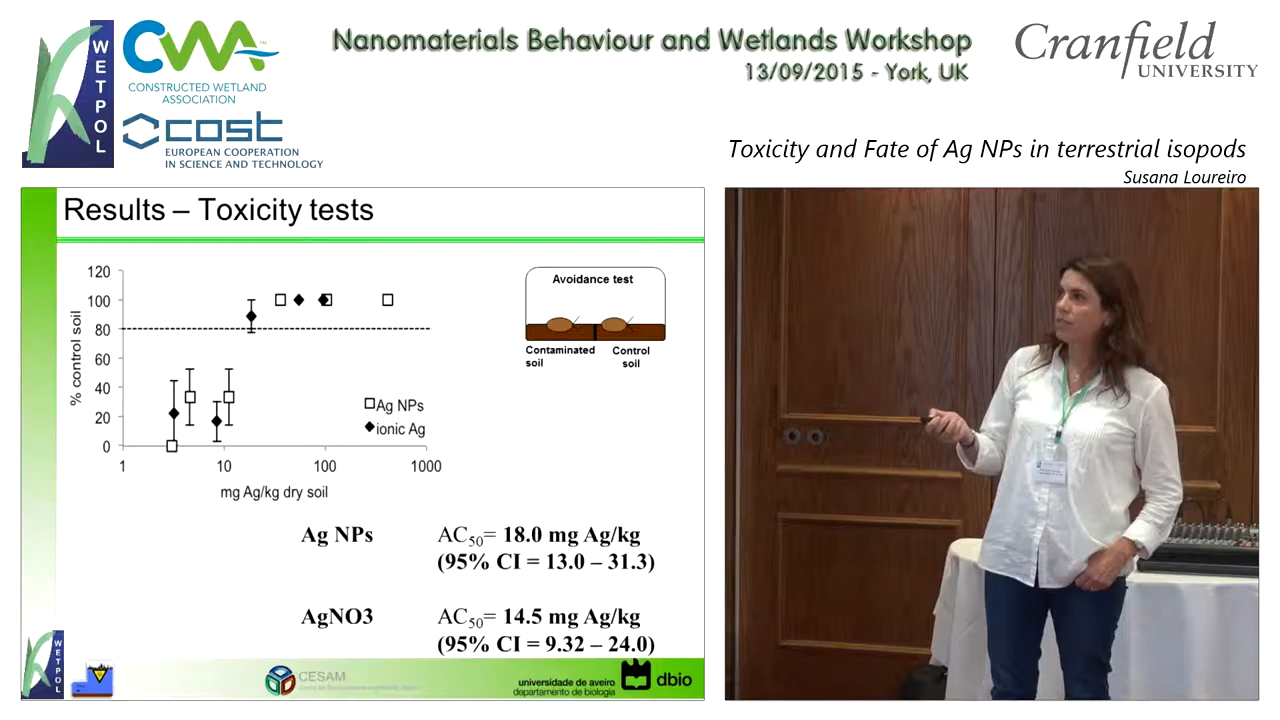 WETPOL
CWA
CONSTRUCTED WETLAND
ASSOCIATION
cost
EUROPEAN COOPERATION
IN SCIENCE AND TECHNOLOGY
Nanomaterials Behaviour and Wetlands Workshop
13/09/2015 - York, UK
Cranfield
UNIVERSITY
Toxicity and Fate of Ag NPs in terrestrial isopods
Susana Loureiro
Results – Toxicity tests
% control soil
120
100
80
60
40
20
0
1 10 100 1000
mg Ag/kg dry soil
Ag NPs
ionic Ag
Avoidance test
Contaminated soil
Control soil
Ag NPs AC50= 18.0 mg Ag/kg
(95% CI = 13.0 – 31.3)
AgNO3 AC50= 14.5 mg Ag/kg
(95% CI = 9.32 – 24.0)
WETPOL
CESAM
universidade de aveiro
departamento de biologia
dbio